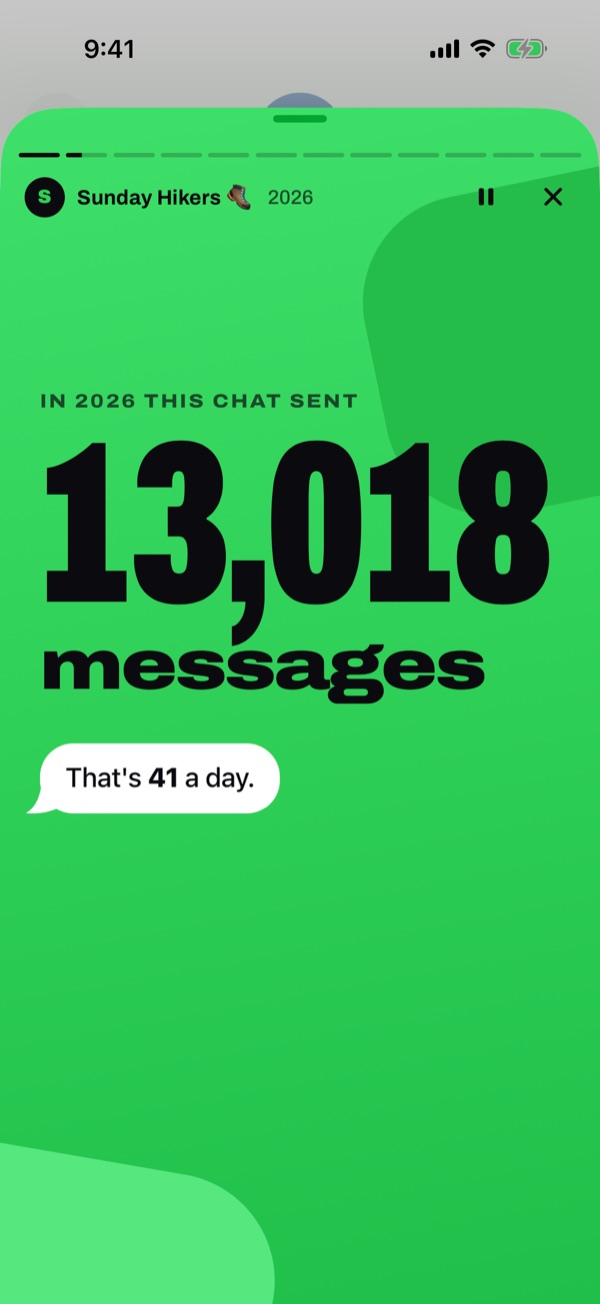 9:41
S Sunday Hikers 🥾 2026
IN 2026 THIS CHAT SENT
13,018
messages
That's 41 a day.